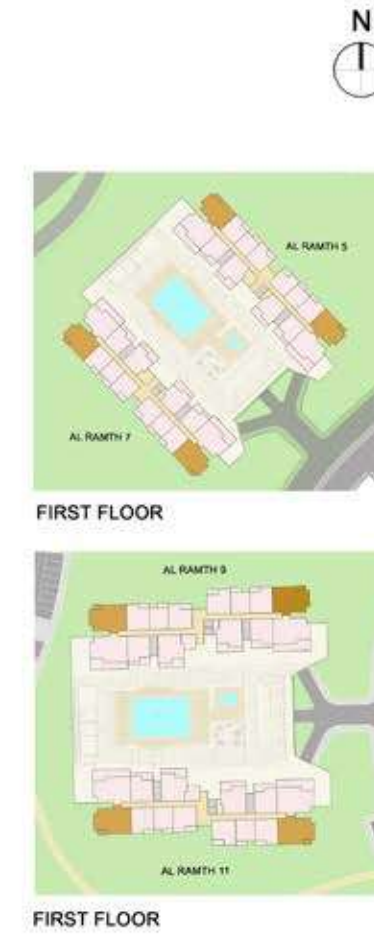 N
AL RAMTH 5
AL RAMTH 7
FIRST FLOOR
AL RAMTH 9
AL RAMTH 11
FIRST FLOOR